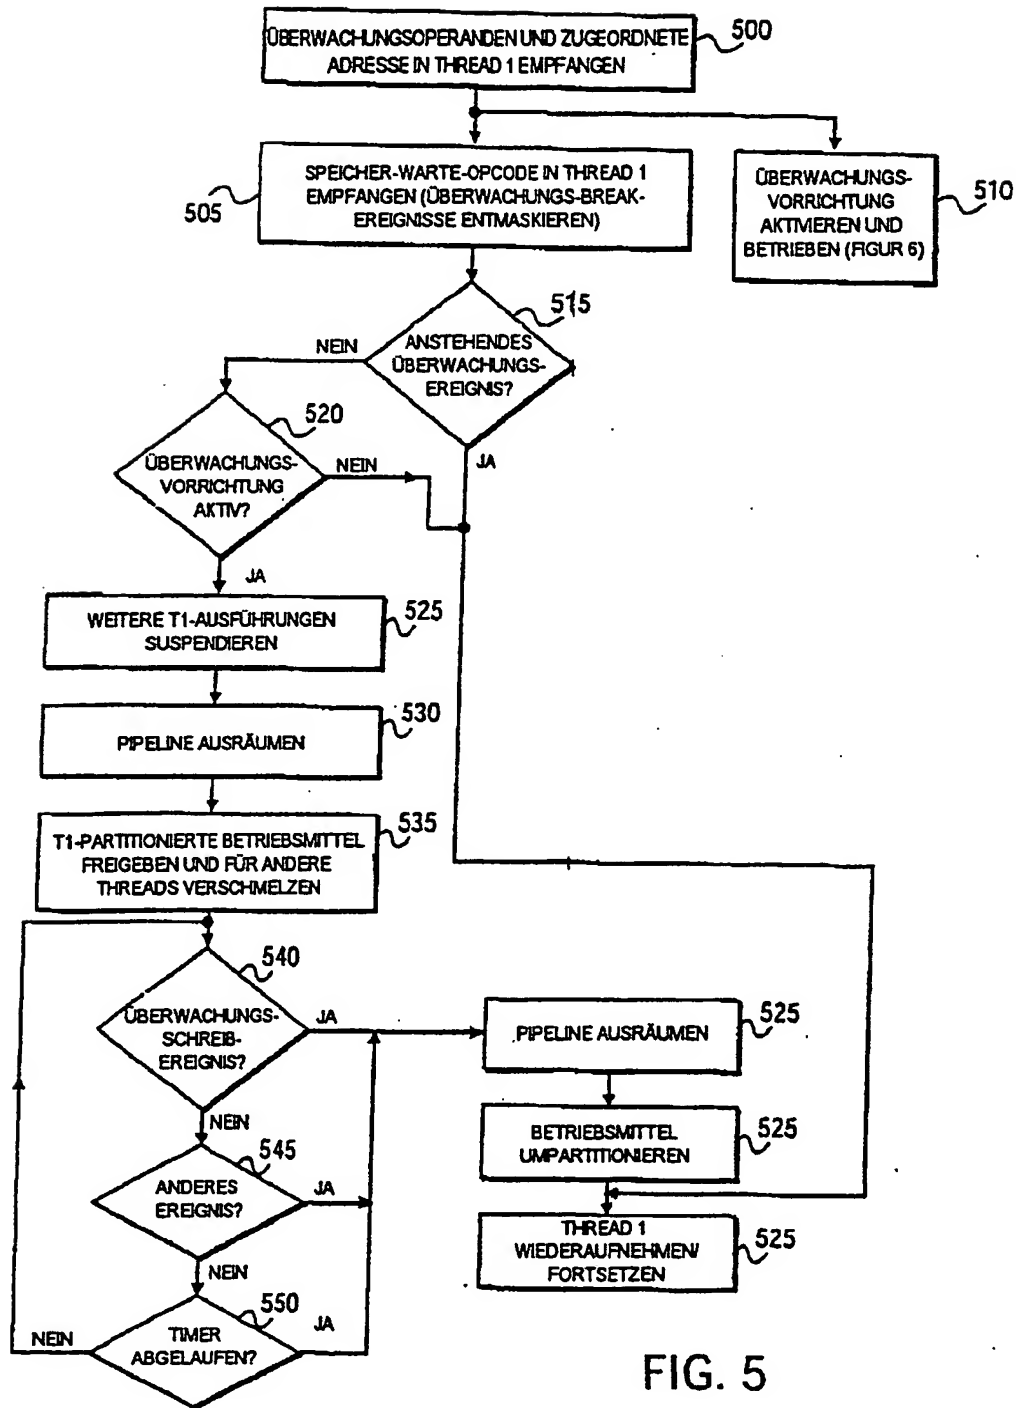 ÜBERWACHUNGSOPERANDEN UND ZUGEORDNETE
ADRESSE IN THREAD 1 EMPFANGEN
500
SPEICHER-WARTE-OPCODE IN THREAD 1
EMPFANGEN (ÜBERWACHUNGS-BREAK-
EREIGNISSE ENTMASKIEREN)
505
ÜBERWACHUNGS-
VORRICHTUNG
AKTIVIEREN UND
BETRIEBEN (FIGUR 6)
510
515
ANSTEHENDES
ÜBERWACHUNGS-
EREIGNIS?
NEIN
JA
520
ÜBERWACHUNGS-
VORRICHTUNG
AKTIV?
NEIN
JA
WEITERE T1-AUSFÜHRUNGEN
SUSPENDIEREN
525
PIPELINE AUSRÄUMEN
530
T1-PARTITIONIERTE BETRIEBSMITTEL
FREIGEBEN UND FÜR ANDERE
THREADS VERSCHMELZEN
535
540
ÜBERWACHUNGS-
SCHREIB-
EREIGNIS?
JA
NEIN
545
ANDERES
EREIGNIS?
JA
NEIN
550
TIMER
ABGELAUFEN?
JA
NEIN
PIPELINE AUSRÄUMEN
525
BETRIEBSMITTEL
UMPARTITIONIEREN
525
THREAD 1
WIEDERAUFNEHMEN/
FORTSETZEN
525
FIG. 5